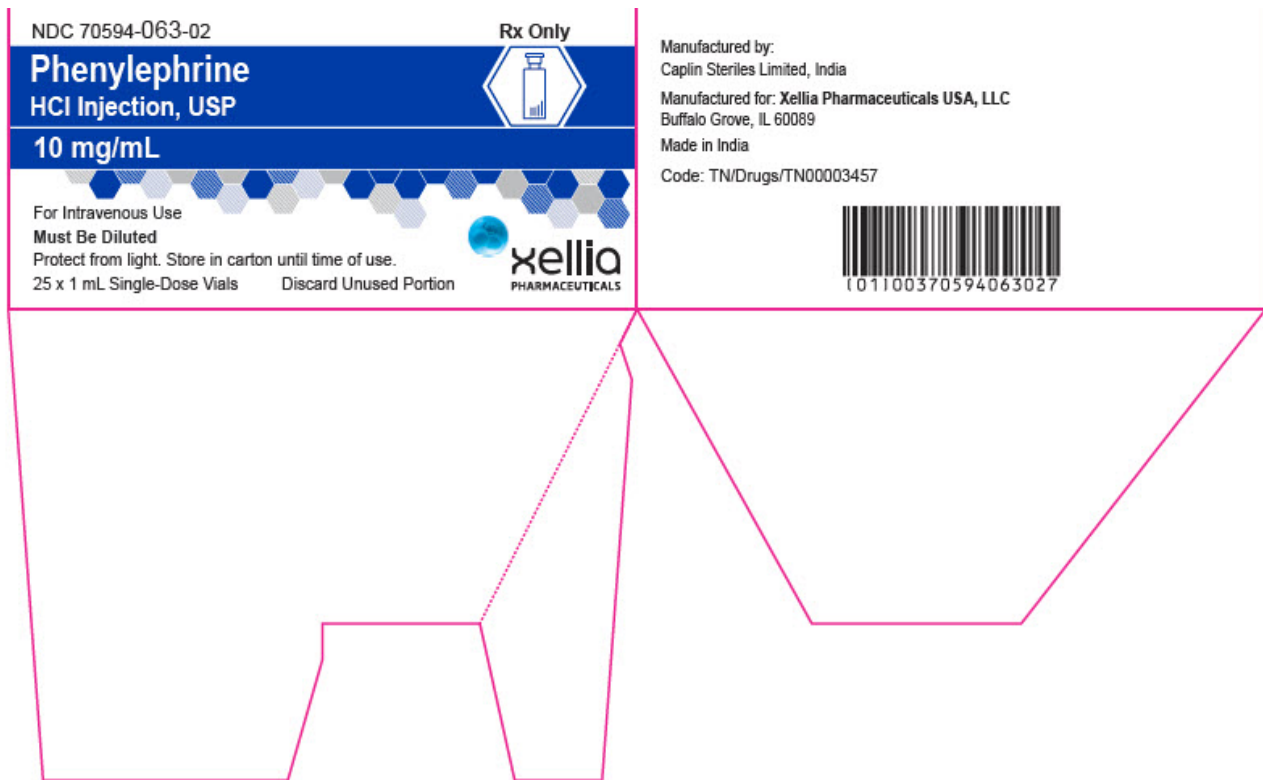 NDC 70594-063-02 Rx Only
Phenylephrine
HCl Injection, USP
10 mg/mL
For Intravenous Use
Must Be Diluted
Protect from light. Store in carton until time of use.
25 x 1 mL Single-Dose Vials Discard Unused Portion
xellia
PHARMACEUTICALS
Manufactured by:
Caplin Steriles Limited, India
Manufactured for: Xellia Pharmaceuticals USA, LLC
Buffalo Grove, IL 60089
Made in India
Code: TN/Drugs/TN00003457
(01)00370594063027